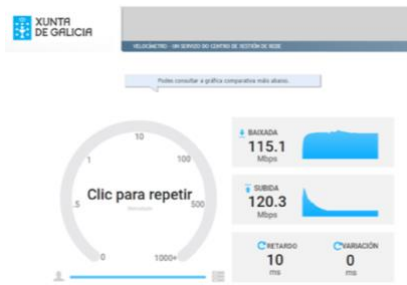 XUNTA
DE GALICIA
VELOCÍMETRO - UN SERVIZO DO CENTRO DE XESTIÓN DE REDE
Podes consultar a gráfica comparativa máis abaixo.
BAIXADA
115.1
Mbps
10
1
100
Clic para repetir
.5
500
0
1000+
SUBIDA
120.3
Mbps
RETARDO
10
ms
VARIACIÓN
0
ms